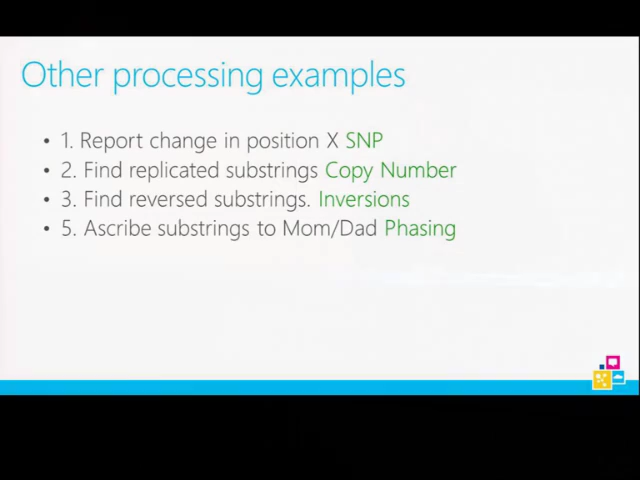 Other processing examples
• 1. Report change in position X SNP
• 2. Find replicated substrings Copy Number
• 3. Find reversed substrings. Inversions
• 5. Ascribe substrings to Mom/Dad Phasing